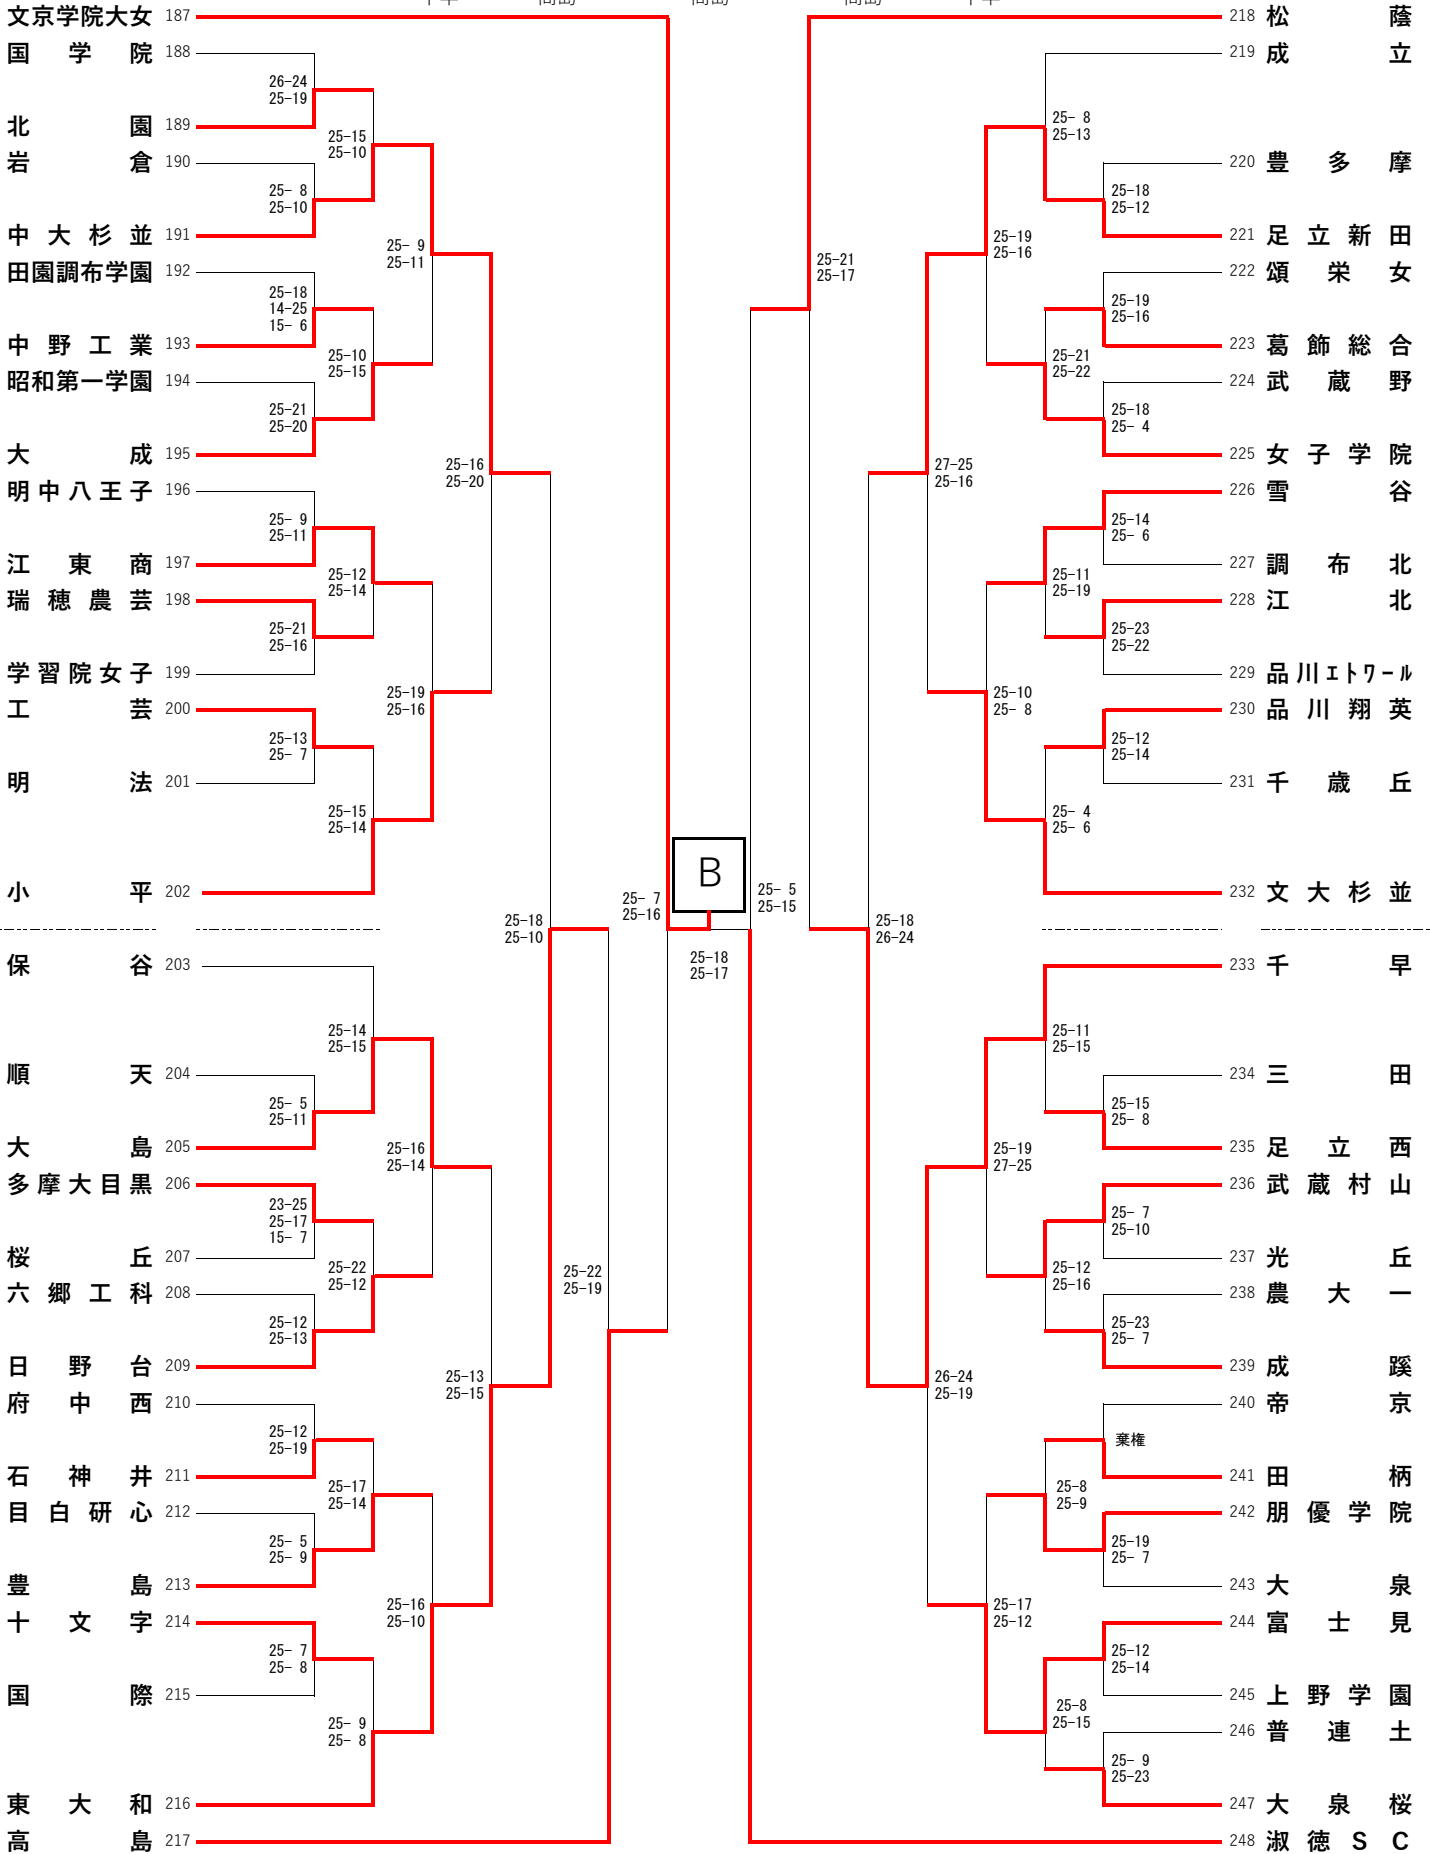 文京学院大女 187
国学院 188
26-24
25-19
北園 189
25-15
25-10
岩倉 190
25- 8
25-10
中大杉並 191
25- 9
25-11
田園調布学園 192
25-18
14-25
15- 6
中野工業 193
25-10
25-15
昭和第一学園 194
25-21
25-20
大成 195
25-16
25-20
明中八王子 196
25- 9
25-11
江東商 197
25-12
25-14
瑞穂農芸 198
25-21
25-16
学習院女子 199
25-19
25-16
工芸 200
25-13
25- 7
明法 201
25-15
25-14
小平 202
25-18
25-10
保谷 203
25-14
25-15
順天 204
25- 5
25-11
大島 205
25-16
25-14
多摩大目黒 206
23-25
25-17
15- 7
桜丘 207
25-22
25-12
六郷工科 208
25-12
25-13
日野台 209
25-13
25-15
府中西 210
25-12
25-19
石神井 211
25-17
25-14
目白研心 212
25- 5
25- 9
豊島 213
25-16
25-10
十文字 214
25- 7
25- 8
国際 215
25- 9
25- 8
東大和 216
高島 217
25-22
25-19
25- 7
25-16
B
25-18
25-17
25- 5
25-15
25-21
25-17
25-18
26-24
218 松蔭
219 成立
25- 8
25-13
220 豊多摩
25-18
25-12
221 足立新田
25-19
25-16
222 頌栄女
25-19
25-16
223 葛飾総合
25-21
25-22
224 武蔵野
25-18
25- 4
225 女子学院
27-25
25-16
226 雪谷
25-14
25- 6
227 調布北
25-11
25-19
228 江北
25-23
25-22
229 品川ｴﾄﾜｰﾙ
25-10
25- 8
230 品川翔英
25-12
25-14
231 千歳丘
25- 4
25- 6
232 文大杉並
233 千早
25-11
25-15
234 三田
25-15
25- 8
235 足立西
25-19
27-25
236 武蔵村山
25- 7
25-10
237 光丘
25-12
25-16
238 農大一
25-23
25- 7
239 成蹊
26-24
25-19
240 帝京
棄権
241 田柄
25-8
25-9
242 朋優学院
25-19
25- 7
243 大泉
25-17
25-12
244 富士見
25-12
25-14
245 上野学園
25-8
25-15
246 普連土
25- 9
25-23
247 大泉桜
248 淑徳ＳＣ